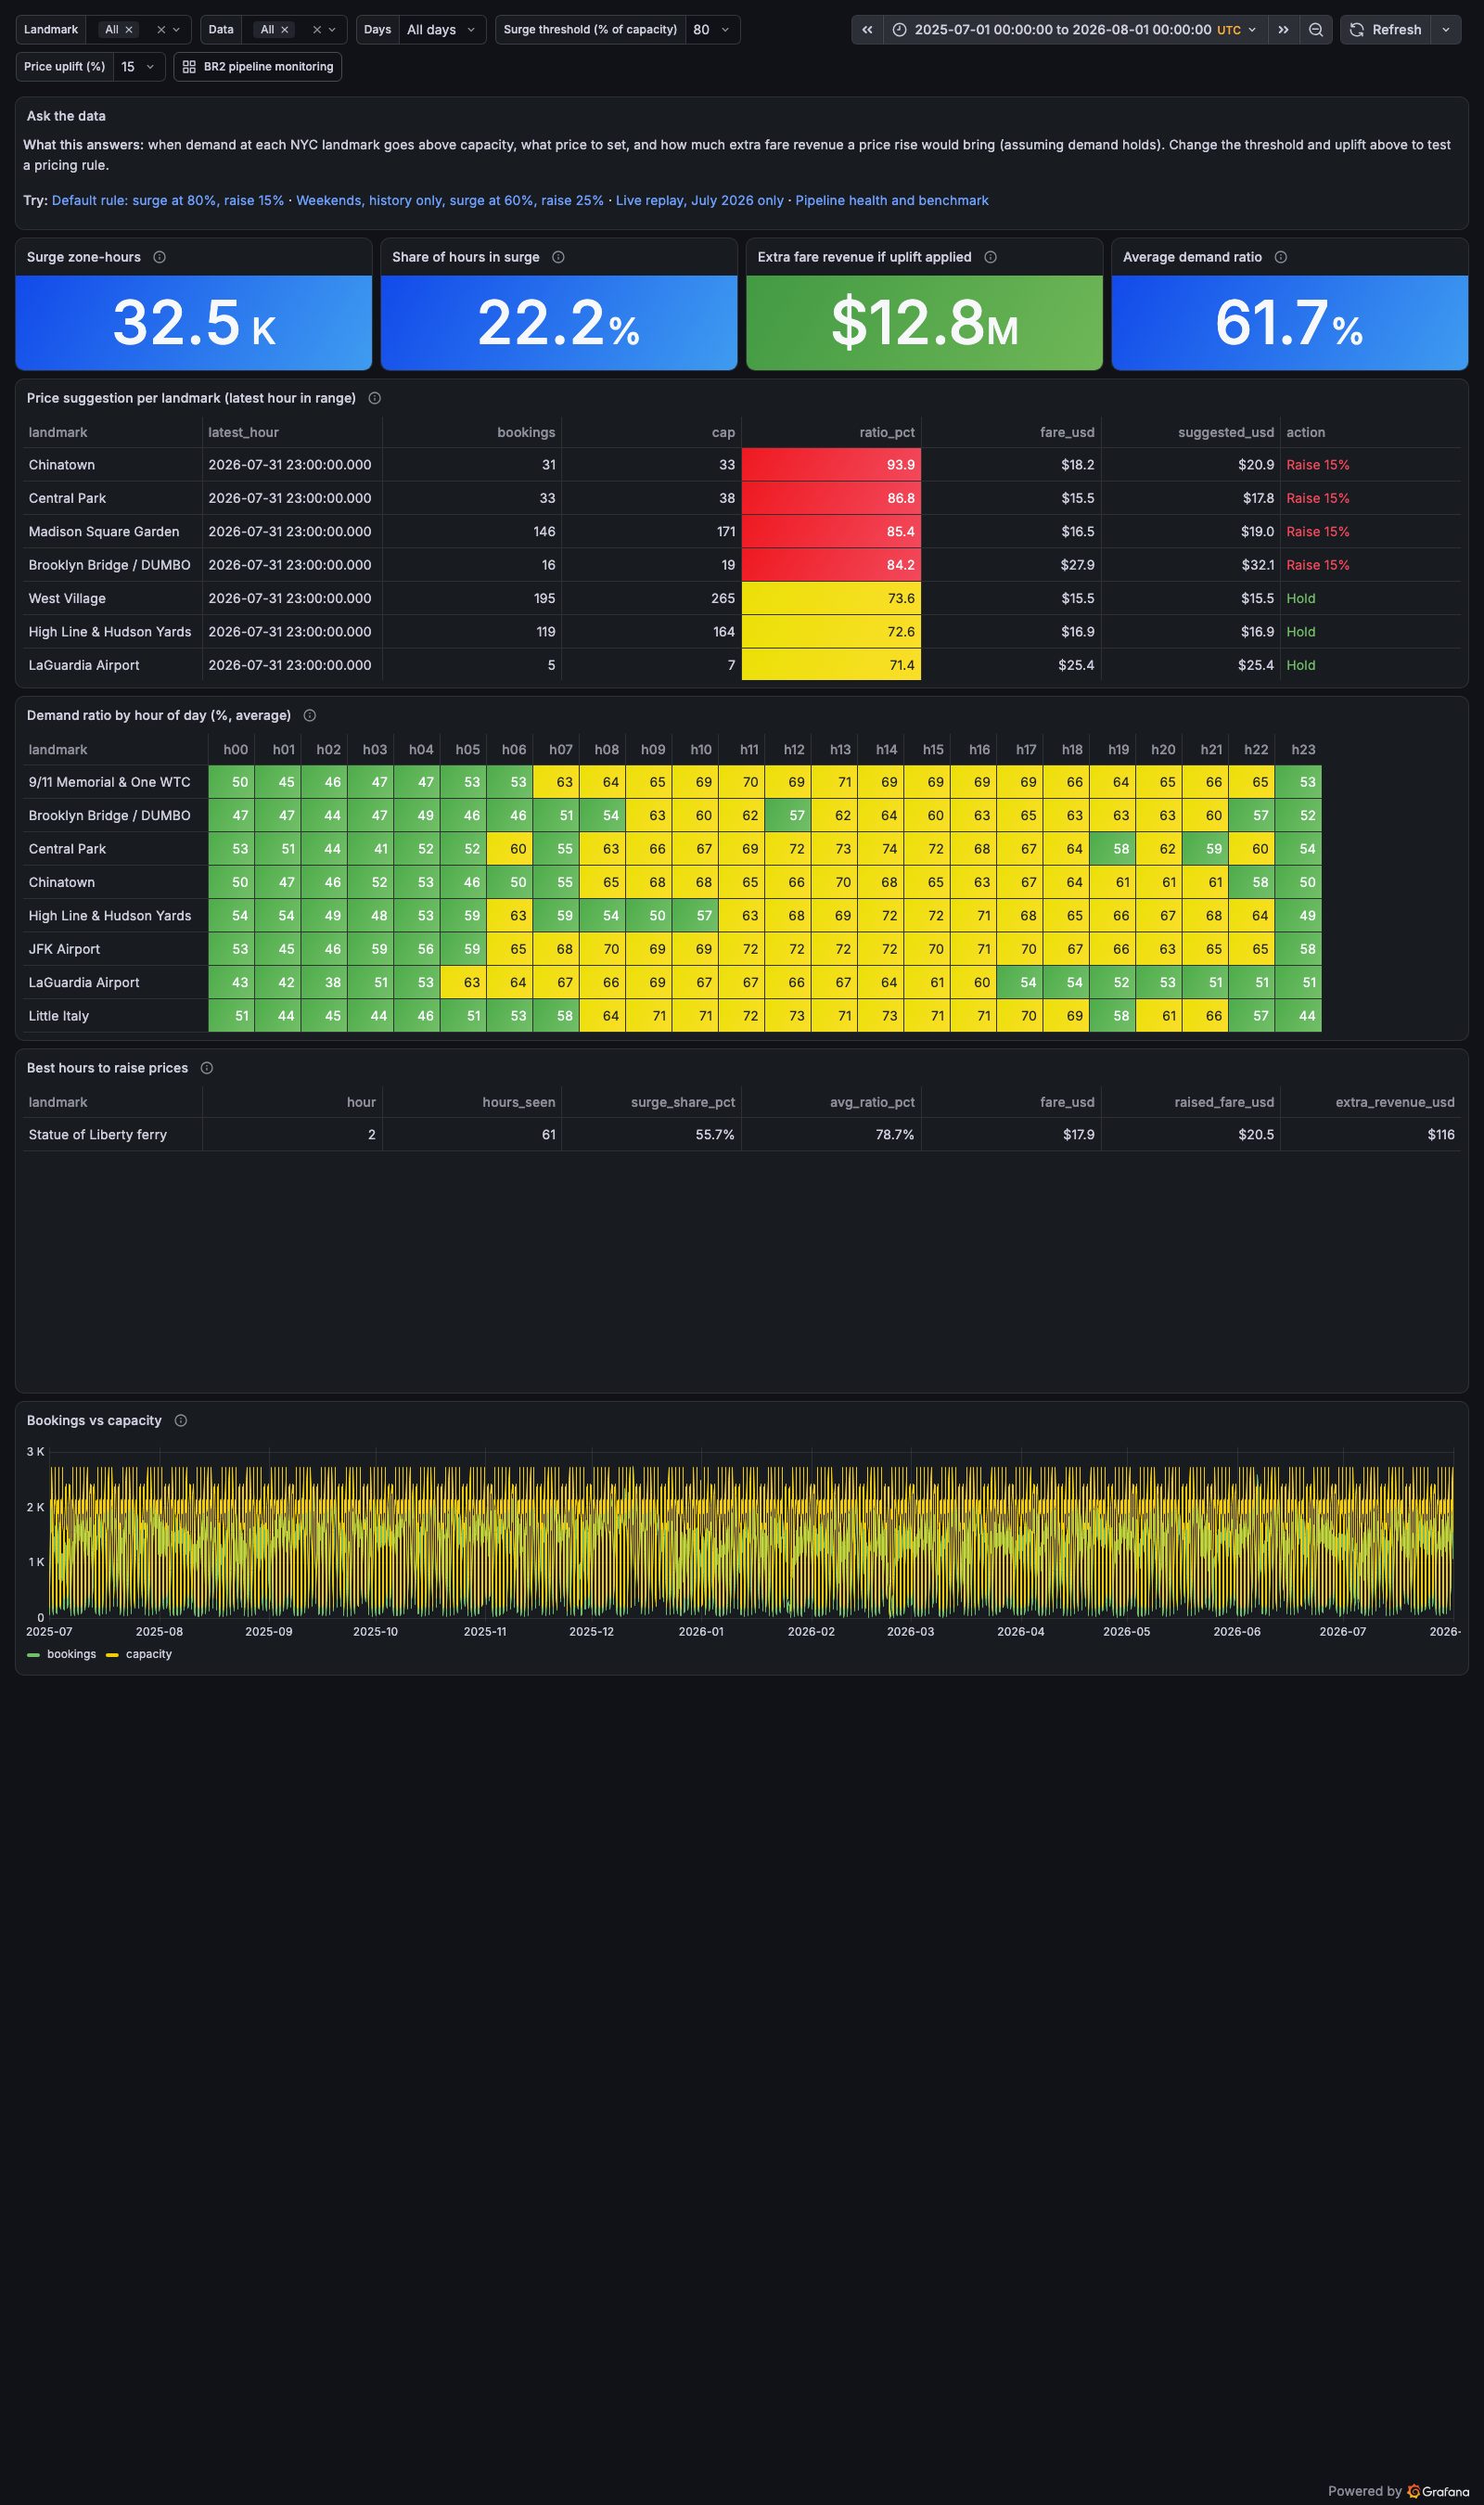 Landmark All Data All Days All days Surge threshold (% of capacity) 80 2025-07-01 00:00:00 to 2026-08-01 00:00:00 UTC Refresh
Price uplift (%) 15 BR2 pipeline monitoring
Ask the data
What this answers: when demand at each NYC landmark goes above capacity, what price to set, and how much extra fare revenue a price rise would bring (assuming demand holds). Change the threshold and uplift above to test
a pricing rule.
Try: Default rule: surge at 80%, raise 15% · Weekends, history only, surge at 60%, raise 25% · Live replay, July 2026 only · Pipeline health and benchmark
Surge zone-hours Share of hours in surge Extra fare revenue if uplift applied Average demand ratio
32.5 K 22.2% $12.8M 61.7%
Price suggestion per landmark (latest hour in range)
landmark latest_hour bookings cap ratio_pct fare_usd suggested_usd action
Chinatown 2026-07-31 23:00:00.000 31 33 93.9 $18.2 $20.9 Raise 15%
Central Park 2026-07-31 23:00:00.000 33 38 86.8 $15.5 $17.8 Raise 15%
Madison Square Garden 2026-07-31 23:00:00.000 146 171 85.4 $16.5 $19.0 Raise 15%
Brooklyn Bridge / DUMBO 2026-07-31 23:00:00.000 16 19 84.2 $27.9 $32.1 Raise 15%
West Village 2026-07-31 23:00:00.000 195 265 73.6 $15.5 $15.5 Hold
High Line & Hudson Yards 2026-07-31 23:00:00.000 119 164 72.6 $16.9 $16.9 Hold
LaGuardia Airport 2026-07-31 23:00:00.000 5 7 71.4 $25.4 $25.4 Hold
Demand ratio by hour of day (%, average)
landmark h00 h01 h02 h03 h04 h05 h06 h07 h08 h09 h10 h11 h12 h13 h14 h15 h16 h17 h18 h19 h20 h21 h22 h23
9/11 Memorial & One WTC 50 45 46 47 47 53 53 63 64 65 69 70 69 71 69 69 69 69 66 64 65 66 65 53
Brooklyn Bridge / DUMBO 47 47 44 47 49 46 46 51 54 63 60 62 57 62 64 60 63 65 63 63 63 60 57 52
Central Park 53 51 44 41 52 52 60 55 63 66 67 69 72 73 74 72 68 67 64 58 62 59 60 54
Chinatown 50 47 46 52 53 46 50 55 65 68 68 65 66 70 68 65 63 67 64 61 61 61 58 50
High Line & Hudson Yards 54 54 49 48 53 59 63 59 54 50 57 63 68 69 72 72 71 68 65 66 67 68 64 49
JFK Airport 53 45 46 59 56 59 65 68 70 69 69 72 72 72 72 70 71 70 67 66 63 65 65 58
LaGuardia Airport 43 42 38 51 53 63 64 67 66 69 67 67 66 67 64 61 60 54 54 52 53 51 51 51
Little Italy 51 44 45 44 46 51 53 58 64 71 71 72 73 71 73 71 71 70 69 58 61 66 57 44
Best hours to raise prices
landmark hour hours_seen surge_share_pct avg_ratio_pct fare_usd raised_fare_usd extra_revenue_usd
Statue of Liberty ferry 2 61 55.7% 78.7% $17.9 $20.5 $116
Bookings vs capacity
3 K
2 K
1 K
0
2025-07 2025-08 2025-09 2025-10 2025-11 2025-12 2026-01 2026-02 2026-03 2026-04 2026-05 2026-06 2026-07 2026-
bookings capacity
Powered by Grafana